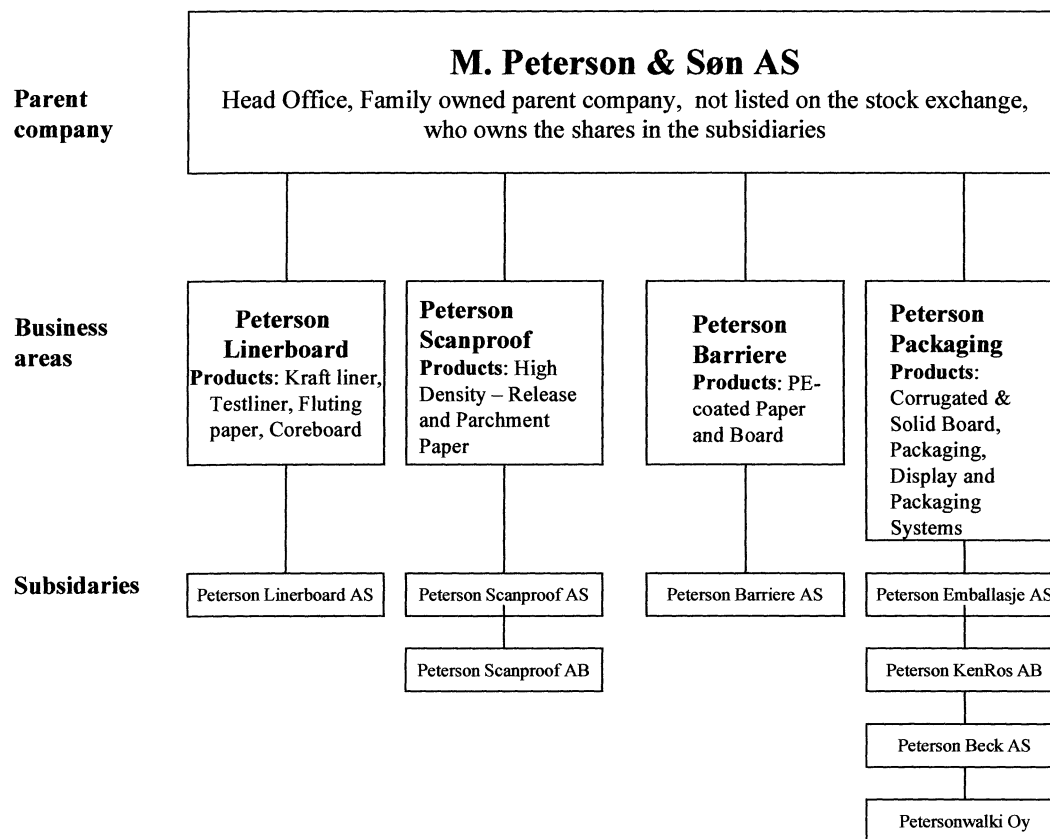 M. Peterson & Søn AS
Parent
company
Head Office, Family owned parent company, not listed on the stock exchange,
who owns the shares in the subsidiaries
Business
areas
Peterson
Linerboard
Products: Kraft liner,
Testliner, Fluting
paper, Coreboard
Peterson
Scanproof
Products: High
Density – Release
and Parchment
Paper
Peterson
Barriere
Products: PE-
coated Paper
and Board
Peterson
Packaging
Products:
Corrugated &
Solid Board,
Packaging,
Display and
Packaging
Systems
Subsidaries
Peterson Linerboard AS
Peterson Scanproof AS
Peterson Barriere AS
Peterson Emballasje AS
Peterson Scanproof AB
Peterson KenRos AB
Peterson Beck AS
Petersonwalki Oy